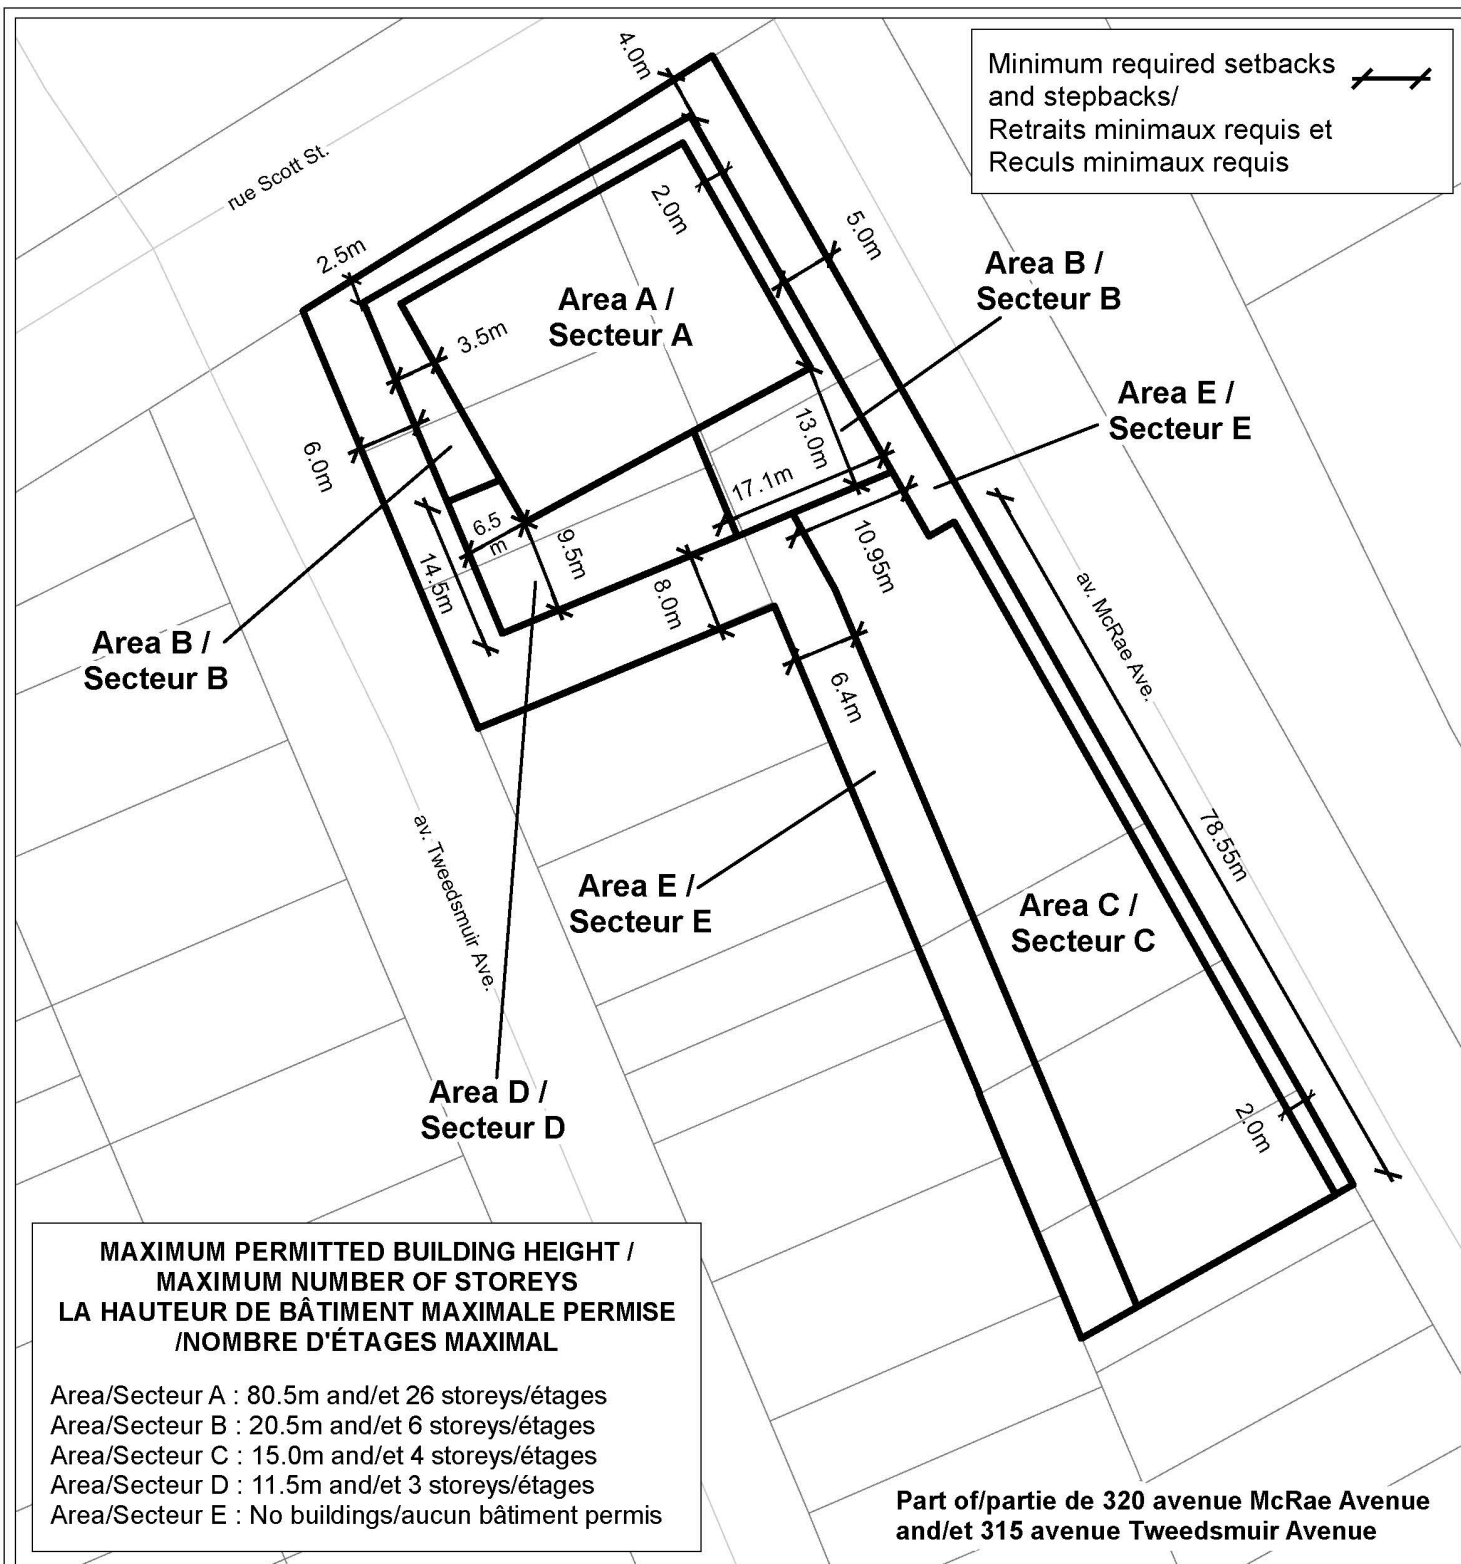 4.0m
Minimum required setbacks
and stepbacks/
Retraits minimaux requis et
Reculs minimaux requis
rue Scott St.
2.0m
5.0m
2.5m
Area B /
Secteur B
Area A /
Secteur A
3.5m
Area E /
Secteur E
13.0m
6.0m
17.1m
6.5
m
9.5m
10.95m
14.5m
8.0m
av. McRae Ave.
Area B /
Secteur B
6.4m
78.55m
av. Tweedsmuir Ave.
Area E /
Secteur E
Area C /
Secteur C
Area D /
Secteur D
2.0m
MAXIMUM PERMITTED BUILDING HEIGHT /
MAXIMUM NUMBER OF STOREYS
LA HAUTEUR DE BÂTIMENT MAXIMALE PERMISE
/NOMBRE D'ÉTAGES MAXIMAL
Area/Secteur A : 80.5m and/et 26 storeys/étages
Area/Secteur B : 20.5m and/et 6 storeys/étages
Area/Secteur C : 15.0m and/et 4 storeys/étages
Area/Secteur D : 11.5m and/et 3 storeys/étages
Area/Secteur E : No buildings/aucun bâtiment permis
Part of/partie de 320 avenue McRae Avenue
and/et 315 avenue Tweedsmuir Avenue